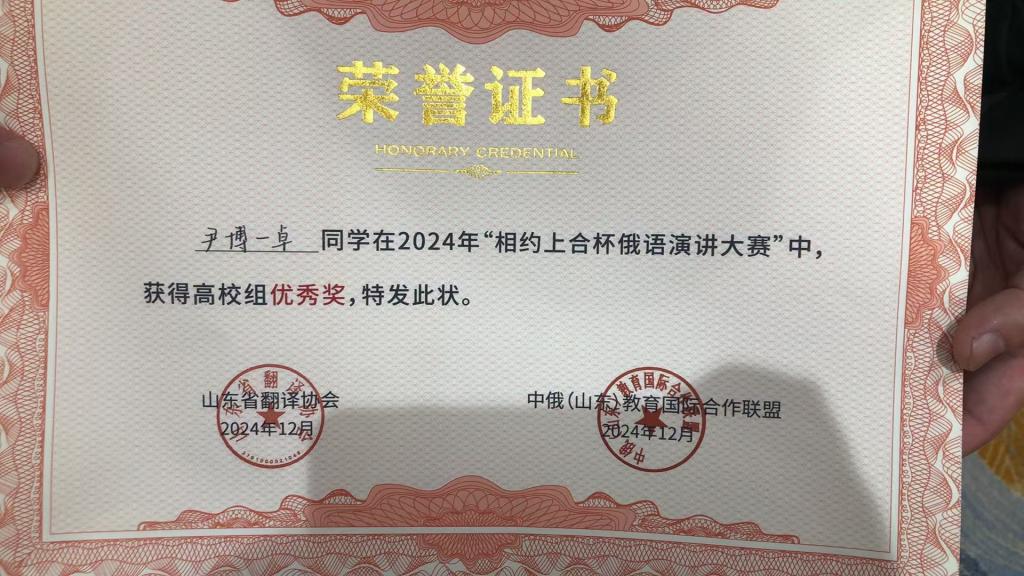 荣誉证书
HONORARY CREDENTIAL
尹博一卓 同学在2024年“相约上合杯俄语演讲大赛”中，
获得高校组优秀奖，特发此状。
山东省翻译协会
2024年12月
中俄（山东）教育国际合作联盟
2024年12月